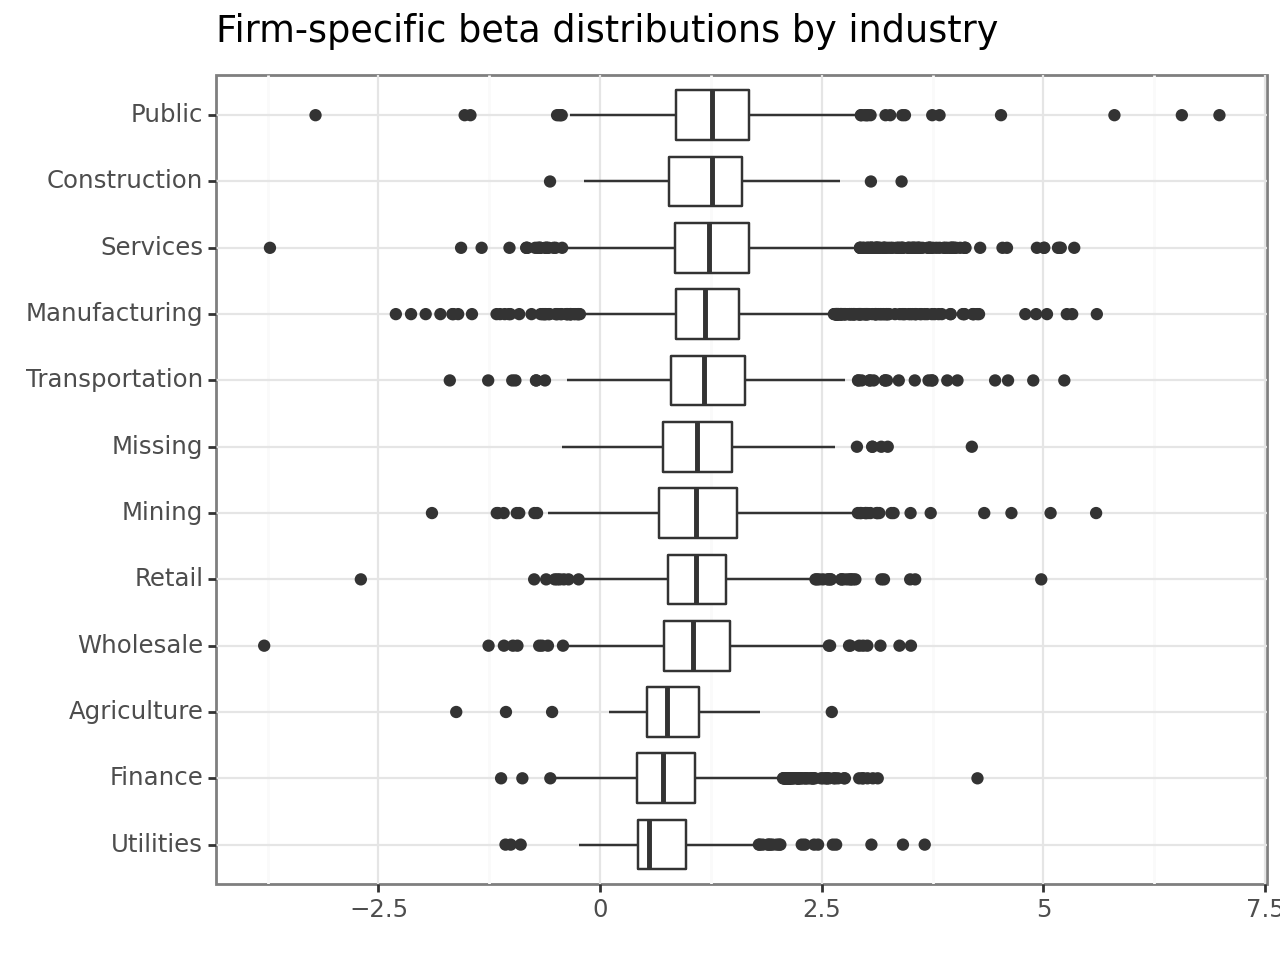 Firm-specific beta distributions by industry
Public
Construction
Services
Manufacturing
Transportation
Missing
Mining
Retail
Wholesale
Agriculture
Finance
Utilities
−2.5 0 2.5 5 7.5